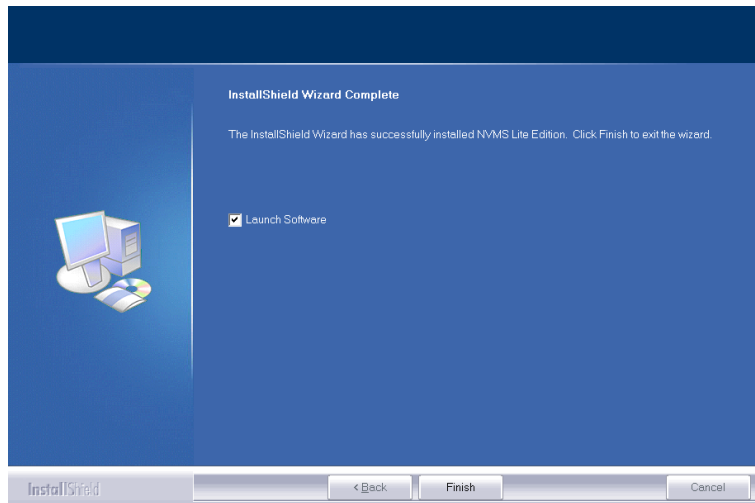 InstallShield Wizard Complete
The InstallShield Wizard has successfully installed NVMS Lite Edition. Click Finish to exit the wizard.
Launch Software
InstallShield
< Back
Finish
Cancel